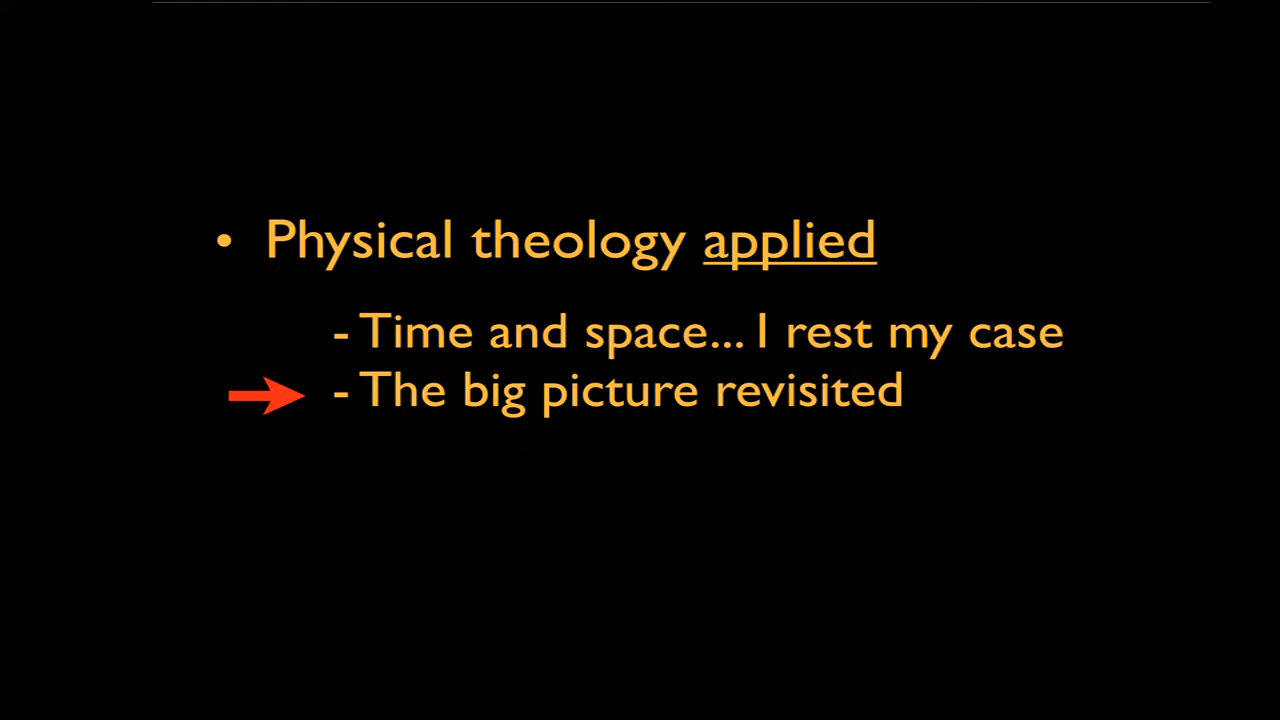 • Physical theology applied
- Time and space... I rest my case
- The big picture revisited